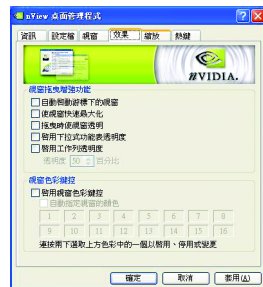 nView 桌面管理程式
資訊 設定檔 視窗 效果 縮放 熱鍵
nVIDIA.
視窗拖曳增強功能
自動啟動游標下的視窗
使視窗快速最大化
拖曳時使視窗透明
啟用下拉式功能表透明度
啟用工作列透明度
透明度 50 百分比
視窗色彩鍵控
啟用視窗色彩鍵控
自動指定視窗的顏色
1 2 3 4 5 6 7 8
9 10 11 12 13 14 15 16
連按兩下選取上方色彩中的一個以啟用、停用或變更
確定 取消 套用(A)